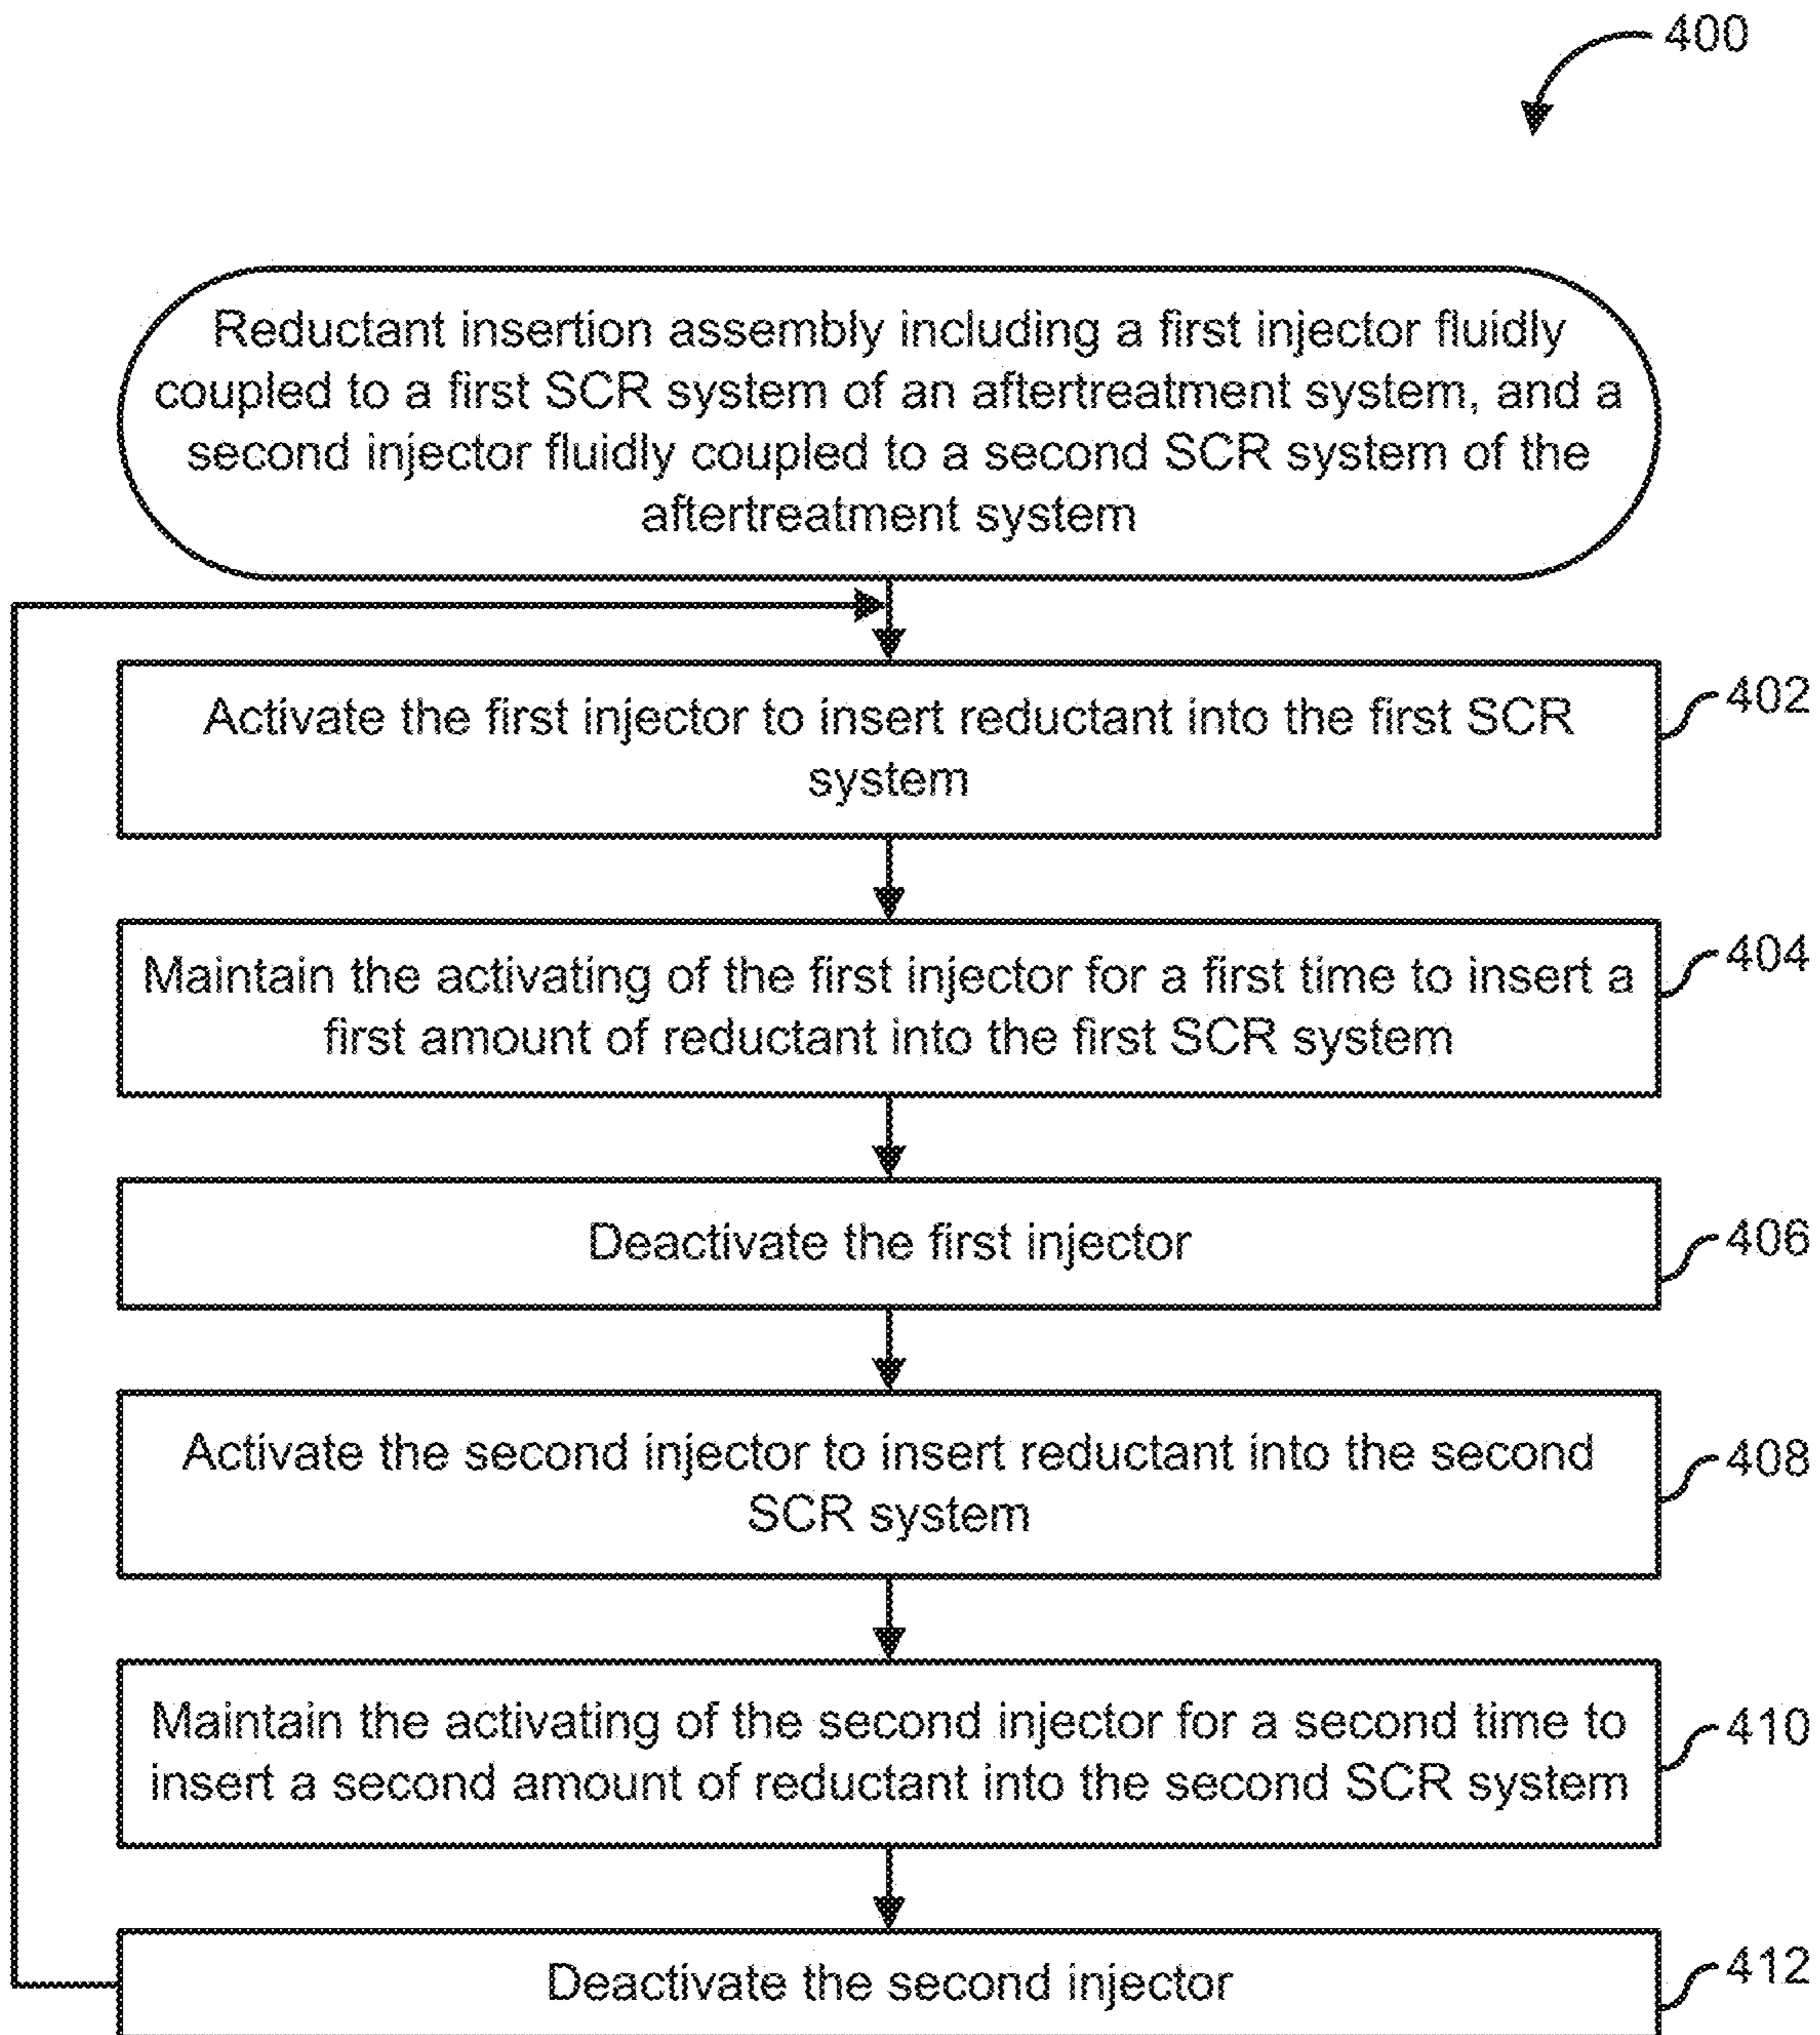 400
Reductant insertion assembly including a first injector fluidly
coupled to a first SCR system of an aftertreatment system, and a
second injector fluidly coupled to a second SCR system of the
aftertreatment system
Activate the first injector to insert reductant into the first SCR
system
402
Maintain the activating of the first injector for a first time to insert a
first amount of reductant into the first SCR system
404
Deactivate the first injector
406
Activate the second injector to insert reductant into the second
SCR system
408
Maintain the activating of the second injector for a second time to
insert a second amount of reductant into the second SCR system
410
Deactivate the second injector
412